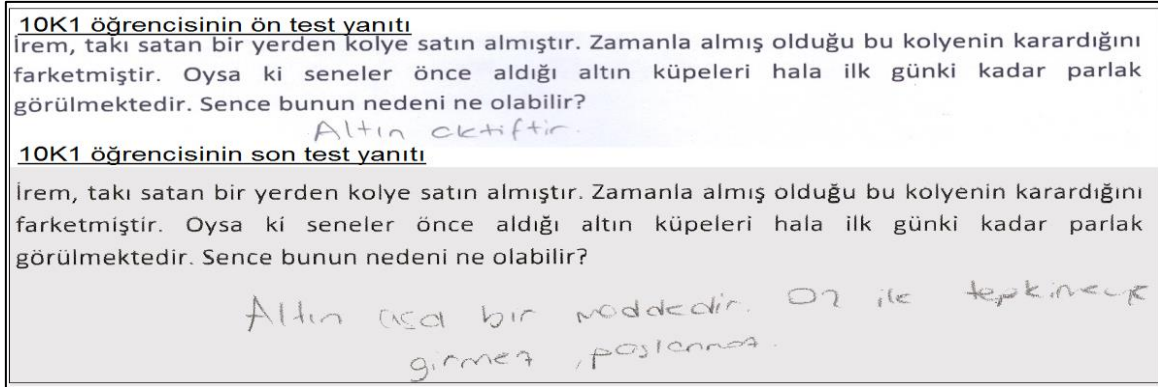 10K1 öğrencisinin ön test yanıtı
İrem, takı satan bir yerden kolye satın almıştır. Zamanla almış olduğu bu kolyenin karardığını
farketmiştir. Oysa ki seneler önce aldığı altın küpeleri hala ilk günki kadar parlak
görülmektedir. Sence bunun nedeni ne olabilir?
Altın aktiftir.
10K1 öğrencisinin son test yanıtı
İrem, takı satan bir yerden kolye satın almıştır. Zamanla almış olduğu bu kolyenin karardığını
farketmiştir. Oysa ki seneler önce aldığı altın küpeleri hala ilk günki kadar parlak
görülmektedir. Sence bunun nedeni ne olabilir?
Altın asal bir maddedir. O2 ile tepkimeye
girmez, paslanmaz.